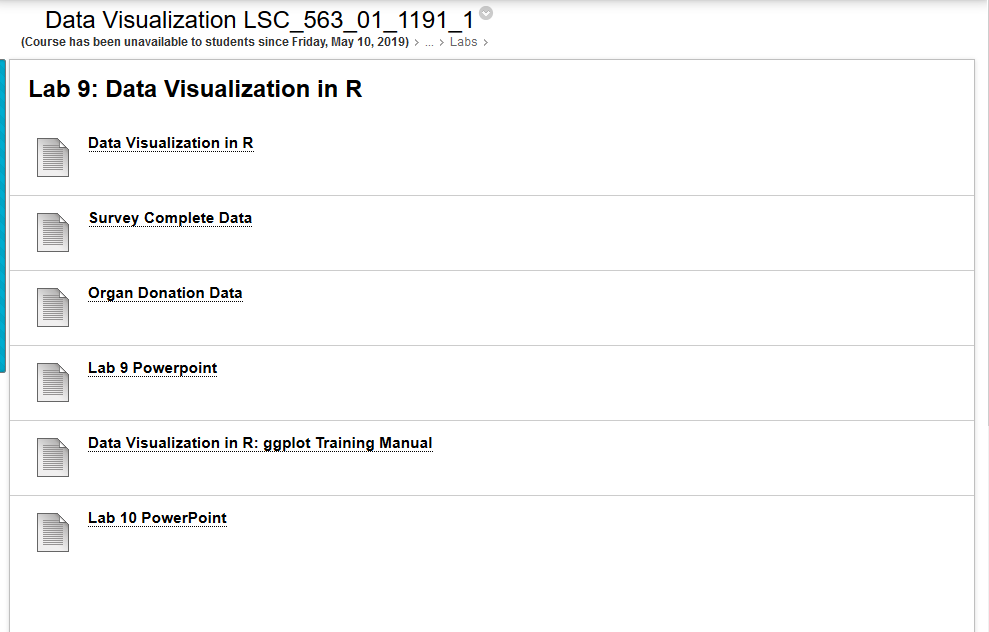 Data Visualization LSC_563_01_1191_1
(Course has been unavailable to students since Friday, May 10, 2019) > ... > Labs >
Lab 9: Data Visualization in R
Data Visualization in R
Survey Complete Data
Organ Donation Data
Lab 9 Powerpoint
Data Visualization in R: ggplot Training Manual
Lab 10 PowerPoint